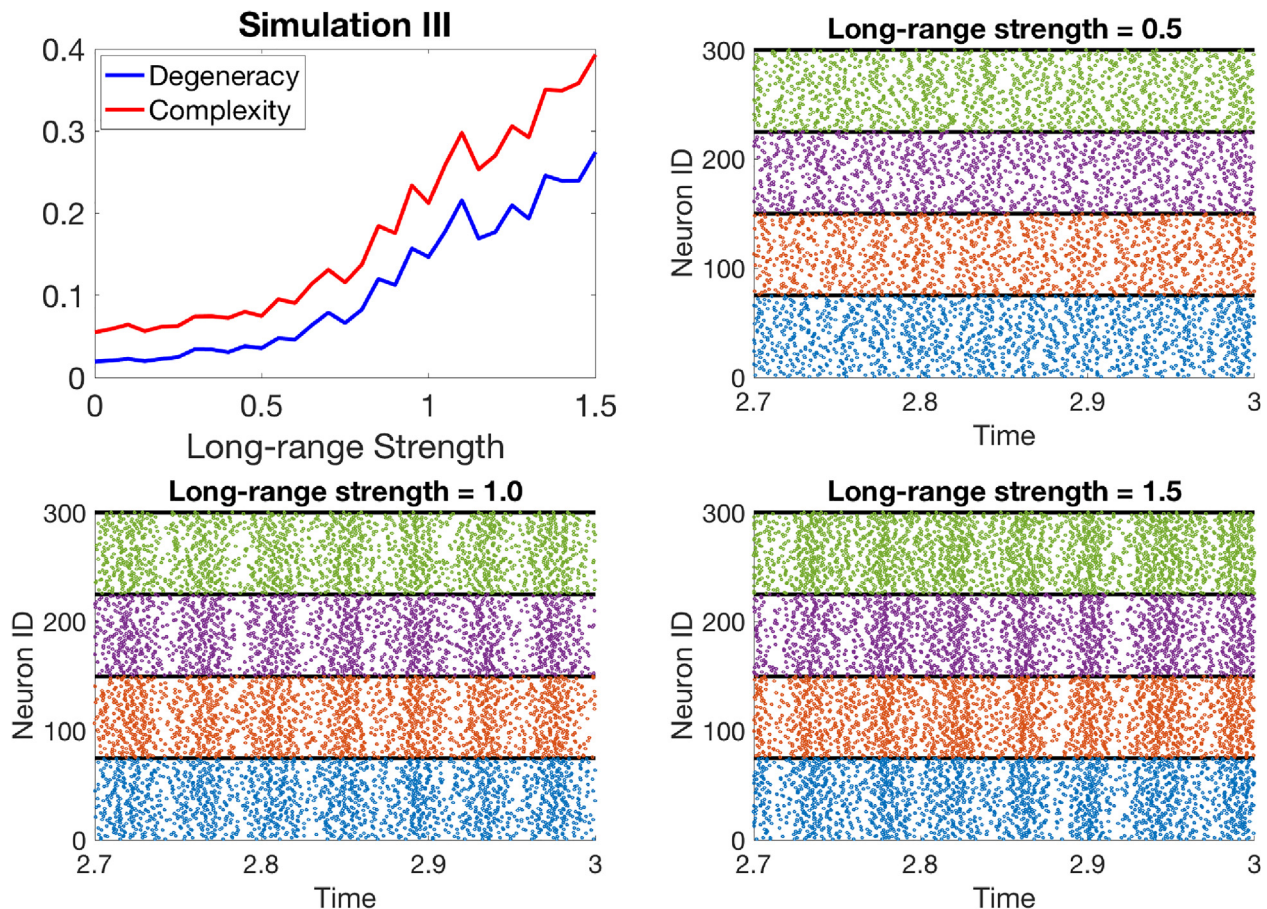 Simulation III
0.4
0.3
0.2
0.1
0
Degeneracy
Complexity
0 0.5 1 1.5
Long-range Strength
Long-range strength = 0.5
300
200
100
0
Neuron ID
2.7 2.8 2.9 3
Time
Long-range strength = 1.0
300
200
100
0
Neuron ID
2.7 2.8 2.9 3
Time
Long-range strength = 1.5
300
200
100
0
Neuron ID
2.7 2.8 2.9 3
Time